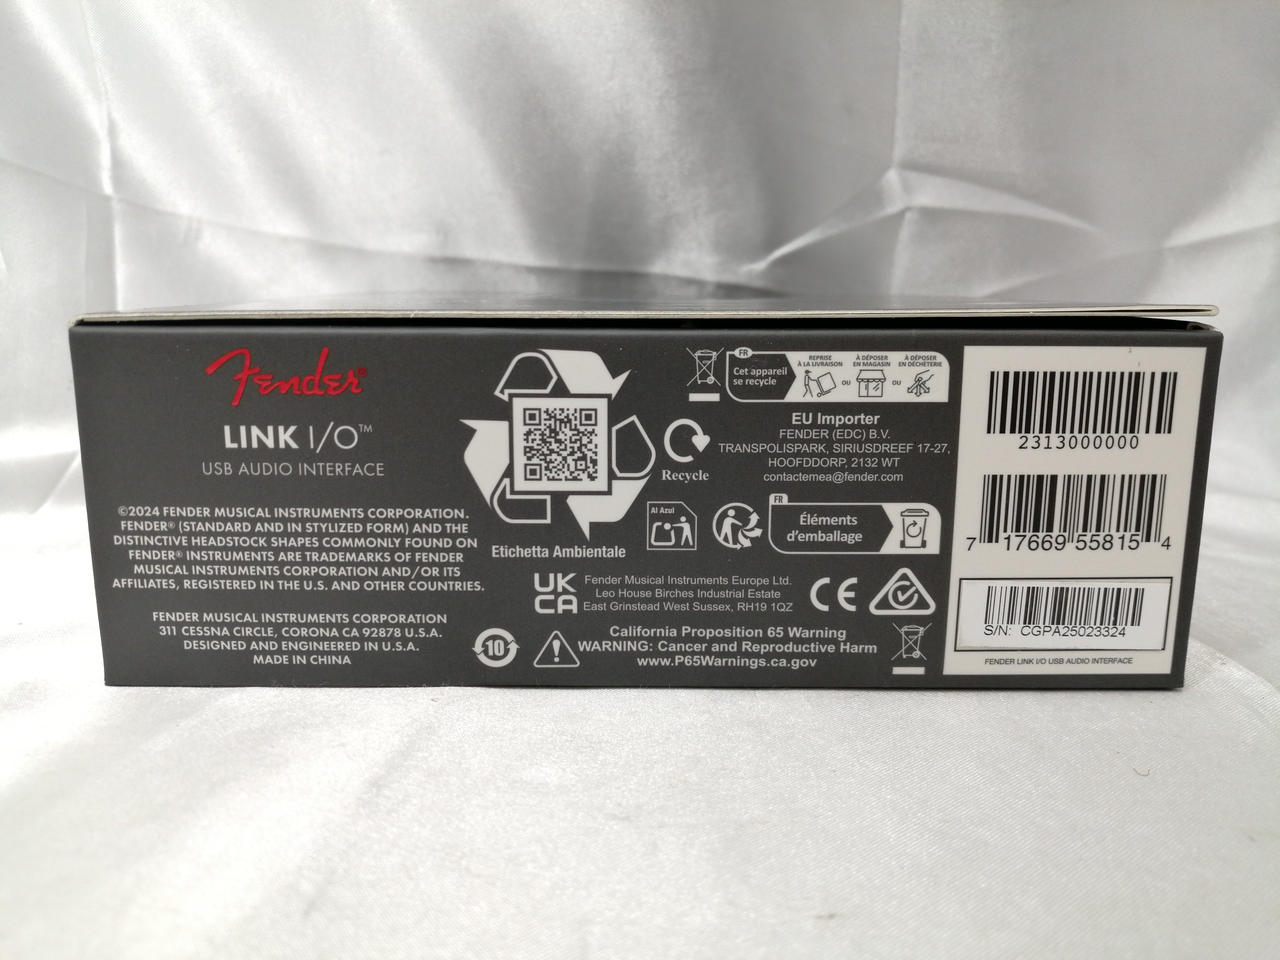 Fender®
LINK I/O™
USB AUDIO INTERFACE
©2024 FENDER MUSICAL INSTRUMENTS CORPORATION.
FENDER® (STANDARD AND IN STYLIZED FORM) AND THE
DISTINCTIVE HEADSTOCK SHAPES COMMONLY FOUND ON
FENDER® INSTRUMENTS ARE TRADEMARKS OF FENDER
MUSICAL INSTRUMENTS CORPORATION AND/OR ITS
AFFILIATES, REGISTERED IN THE U.S. AND OTHER COUNTRIES.
FENDER MUSICAL INSTRUMENTS CORPORATION
311 CESSNA CIRCLE, CORONA CA 92878 U.S.A.
DESIGNED AND ENGINEERED IN U.S.A.
MADE IN CHINA
Etichetta Ambientale
Recycle
FR
Cet appareil
se recycle
REPRISE
À LA LIVRAISON
OU
À DÉPOSER
EN MAGASIN
OU
À DÉPOSER
EN DÉCHÈTERIE
EU Importer
FENDER (EDC) B.V.
TRANSPOLISPARK, SIRIUSDREEF 17-27,
HOOFDDORP, 2132 WT
contactemea@fender.com
Al Azul
FR
Éléments
d'emballage
UK
CA
Fender Musical Instruments Europe Ltd.
Leo House Birches Industrial Estate
East Grinstead West Sussex, RH19 1QZ
CE
10
California Proposition 65 Warning
WARNING: Cancer and Reproductive Harm
www.P65Warnings.ca.gov
2313000000
7 17669 55815 4
S/N: CGPA25023324
FENDER LINK I/O USB AUDIO INTERFACE